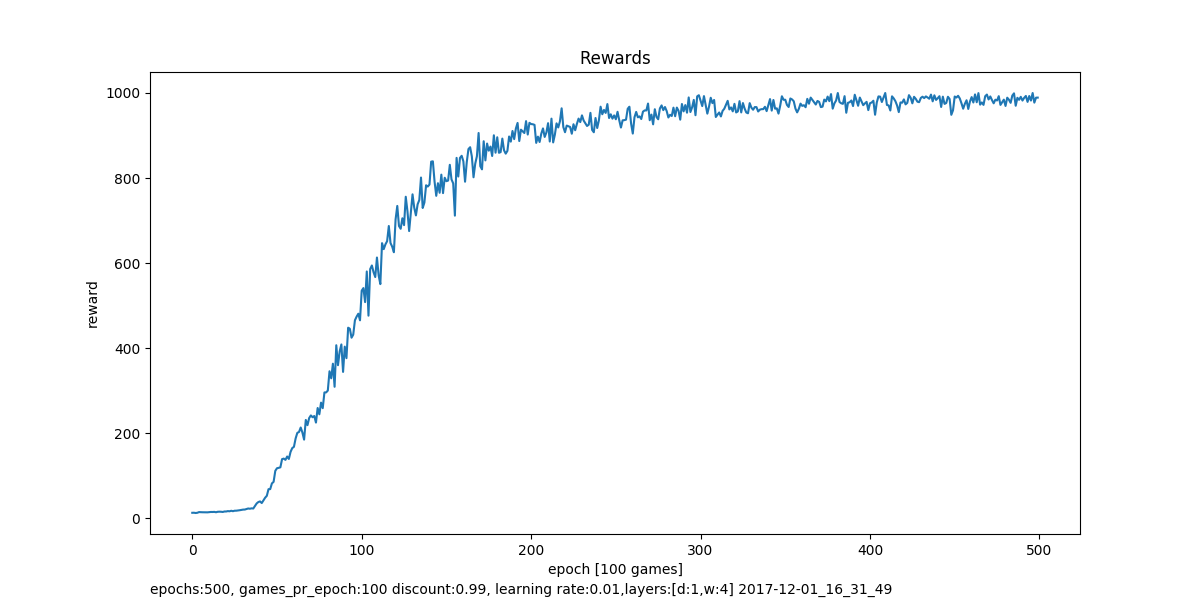 Rewards
1000
800
600
400
200
0
reward
0 100 200 300 400 500
epoch [100 games]
epochs:500, games_pr_epoch:100 discount:0.99, learning rate:0.01,layers:[d:1,w:4] 2017-12-01_16_31_49